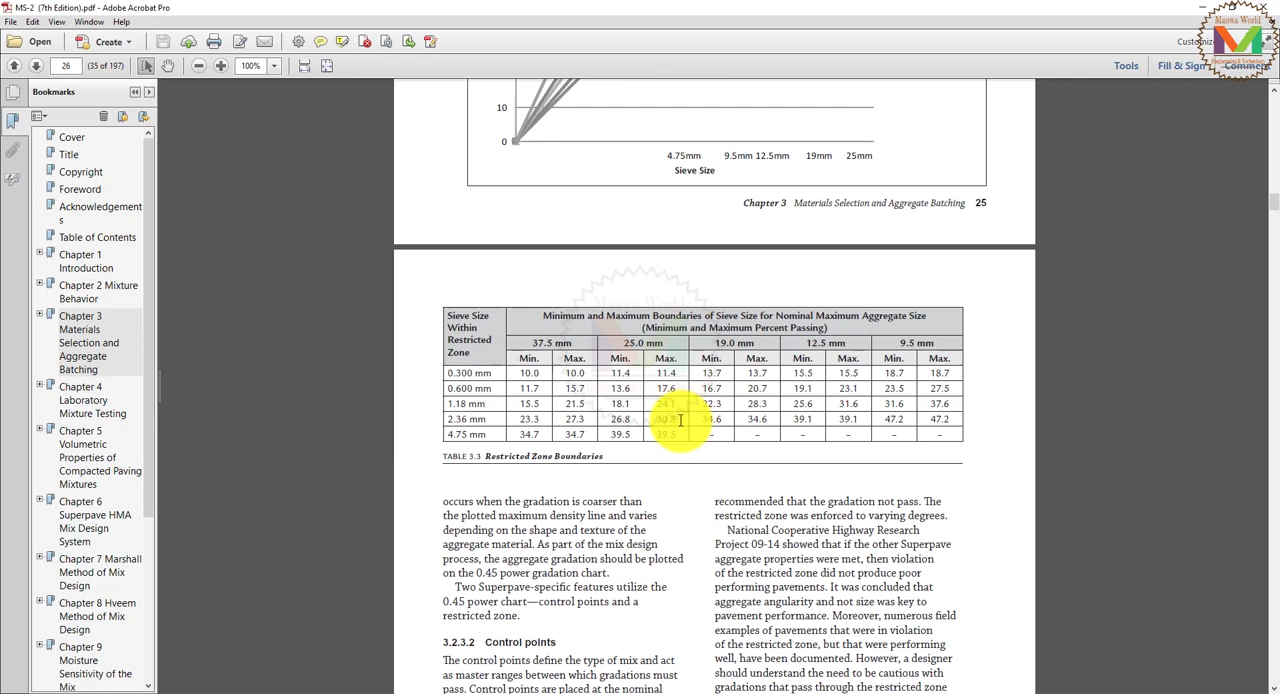 MS-2 (7th Edition).pdf - Adobe Acrobat Pro
File Edit View Window Help
Open Create Customize
26 (35 of 197) 100% Tools Fill & Sign Comment
Manwa World
Bookmarks
Cover
Title
Copyright
Foreword
Acknowledgement
s
Table of Contents
Chapter 1
Introduction
Chapter 2 Mixture
Behavior
Chapter 3
Materials
Selection and
Aggregate
Batching
Chapter 4
Laboratory
Mixture Testing
Chapter 5
Volumetric
Properties of
Compacted Paving
Mixtures
Chapter 6
Superpave HMA
Mix Design
System
Chapter 7 Marshall
Method of Mix
Design
Chapter 8 Hveem
Method of Mix
Design
Chapter 9
Moisture
Sensitivity of the
Mix
10
0
4.75mm 9.5mm 12.5mm 19mm 25mm
Sieve Size
Chapter 3 Materials Selection and Aggregate Batching 25
Sieve Size
Within
Restricted
Zone
Minimum and Maximum Boundaries of Sieve Size for Nominal Maximum Aggregate Size
(Minimum and Maximum Percent Passing)
37.5 mm 25.0 mm 19.0 mm 12.5 mm 9.5 mm
Min. Max. Min. Max. Min. Max. Min. Max. Min. Max.
0.300 mm 10.0 10.0 11.4 11.4 13.7 13.7 15.5 15.5 18.7 18.7
0.600 mm 11.7 15.7 13.6 17.6 16.7 20.7 19.1 23.1 23.5 27.5
1.18 mm 15.5 21.5 18.1 24.1 22.3 28.3 25.6 31.6 31.6 37.6
2.36 mm 23.3 27.3 26.8 30.8 34.6 34.6 39.1 39.1 47.2 47.2
4.75 mm 34.7 34.7 39.5 39.5 – – – – – –
TABLE 3.3 Restricted Zone Boundaries
occurs when the gradation is coarser than
the plotted maximum density line and varies
depending on the shape and texture of the
aggregate material. As part of the mix design
process, the aggregate gradation should be plotted
on the 0.45 power gradation chart.
Two Superpave-specific features utilize the
0.45 power chart—control points and a
restricted zone.
3.2.3.2 Control points
The control points define the type of mix and act
as master ranges between which gradations must
pass. Control points are placed at the nominal
recommended that the gradation not pass. The
restricted zone was enforced to varying degrees.
National Cooperative Highway Research
Project 09-14 showed that if the other Superpave
aggregate properties were met, then violation
of the restricted zone did not produce poor
performing pavements. It was concluded that
aggregate angularity and not size was key to
pavement performance. Moreover, numerous field
examples of pavements that were in violation
of the restricted zone, but that were performing
well, have been documented. However, a designer
should understand the need to be cautious with
gradations that pass through the restricted zone